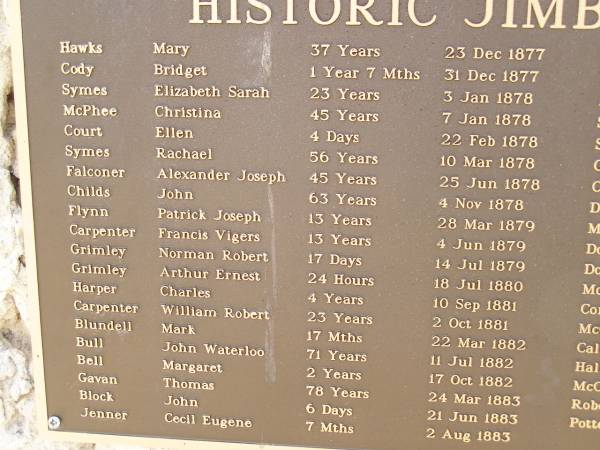 HISTORIC JIMB
Hawks Mary 37 Years 23 Dec 1877
Cody Bridget 1 Year 7 Mths 31 Dec 1877
Symes Elizabeth Sarah 23 Years 3 Jan 1878
McPhee Christina 45 Years 7 Jan 1878
Court Ellen 4 Days 22 Feb 1878
Symes Rachael 56 Years 10 Mar 1878
Falconer Alexander Joseph 45 Years 25 Jun 1878
Childs John 63 Years 4 Nov 1878
Flynn Patrick Joseph 13 Years 28 Mar 1879
Carpenter Francis Vigers 13 Years 4 Jun 1879
Grimley Norman Robert 17 Days 14 Jul 1879
Grimley Arthur Ernest 24 Hours 18 Jul 1880
Harper Charles 4 Years 10 Sep 1881
Carpenter William Robert 23 Years 2 Oct 1881
Blundell Mark 17 Mths 22 Mar 1882
Bull John Waterloo 71 Years 11 Jul 1882
Bell Margaret 2 Years 17 Oct 1882
Gavan Thomas 78 Years 24 Mar 1883
Block John 6 Days 21 Jun 1883
Jenner Cecil Eugene 7 Mths 2 Aug 1883